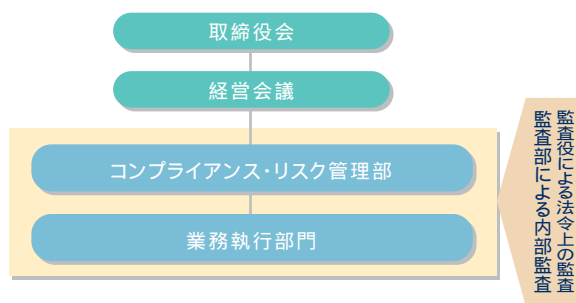 取締役会
経営会議
コンプライアンス・リスク管理部
業務執行部門
監査役による法令上の監査
監査部による内部監査